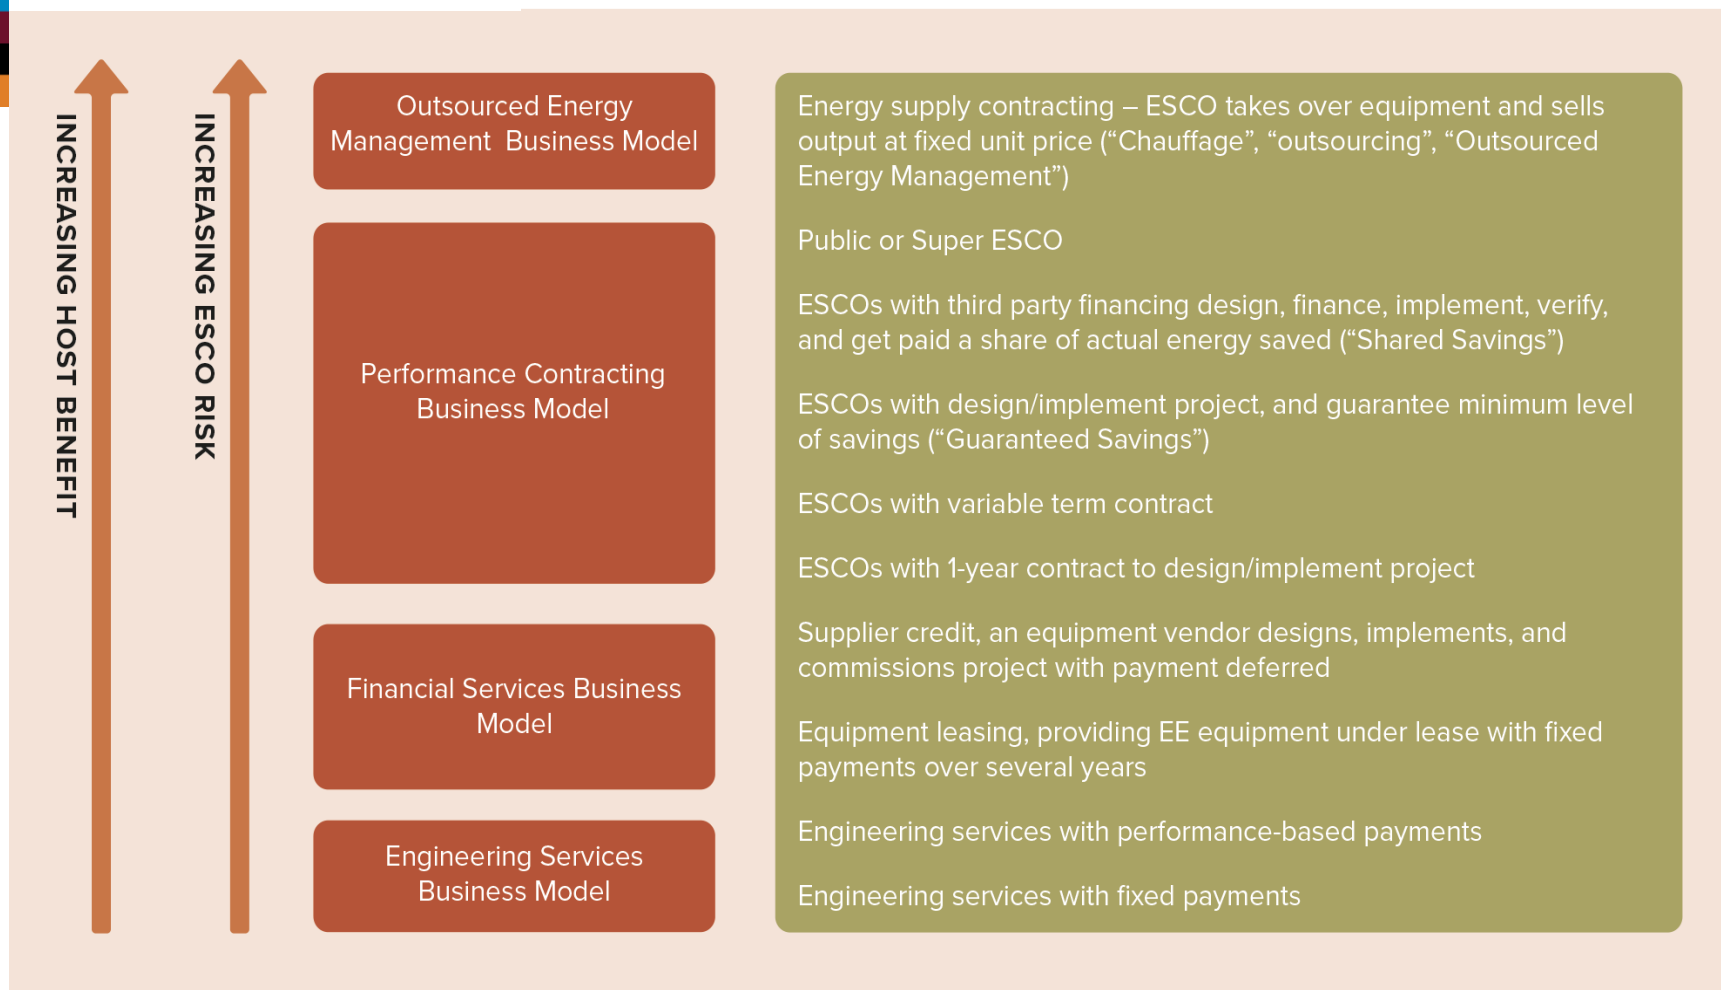 INCREASING HOST BENEFIT
INCREASING ESCO RISK
Outsourced Energy
Management Business Model
Performance Contracting
Business Model
Financial Services Business
Model
Engineering Services
Business Model
Energy supply contracting – ESCO takes over equipment and sells
output at fixed unit price (“Chauffage”, “outsourcing”, “Outsourced
Energy Management”)
Public or Super ESCO
ESCOs with third party financing design, finance, implement, verify,
and get paid a share of actual energy saved (“Shared Savings”)
ESCOs with design/implement project, and guarantee minimum level
of savings (“Guaranteed Savings”)
ESCOs with variable term contract
ESCOs with 1-year contract to design/implement project
Supplier credit, an equipment vendor designs, implements, and
commissions project with payment deferred
Equipment leasing, providing EE equipment under lease with fixed
payments over several years
Engineering services with performance-based payments
Engineering services with fixed payments